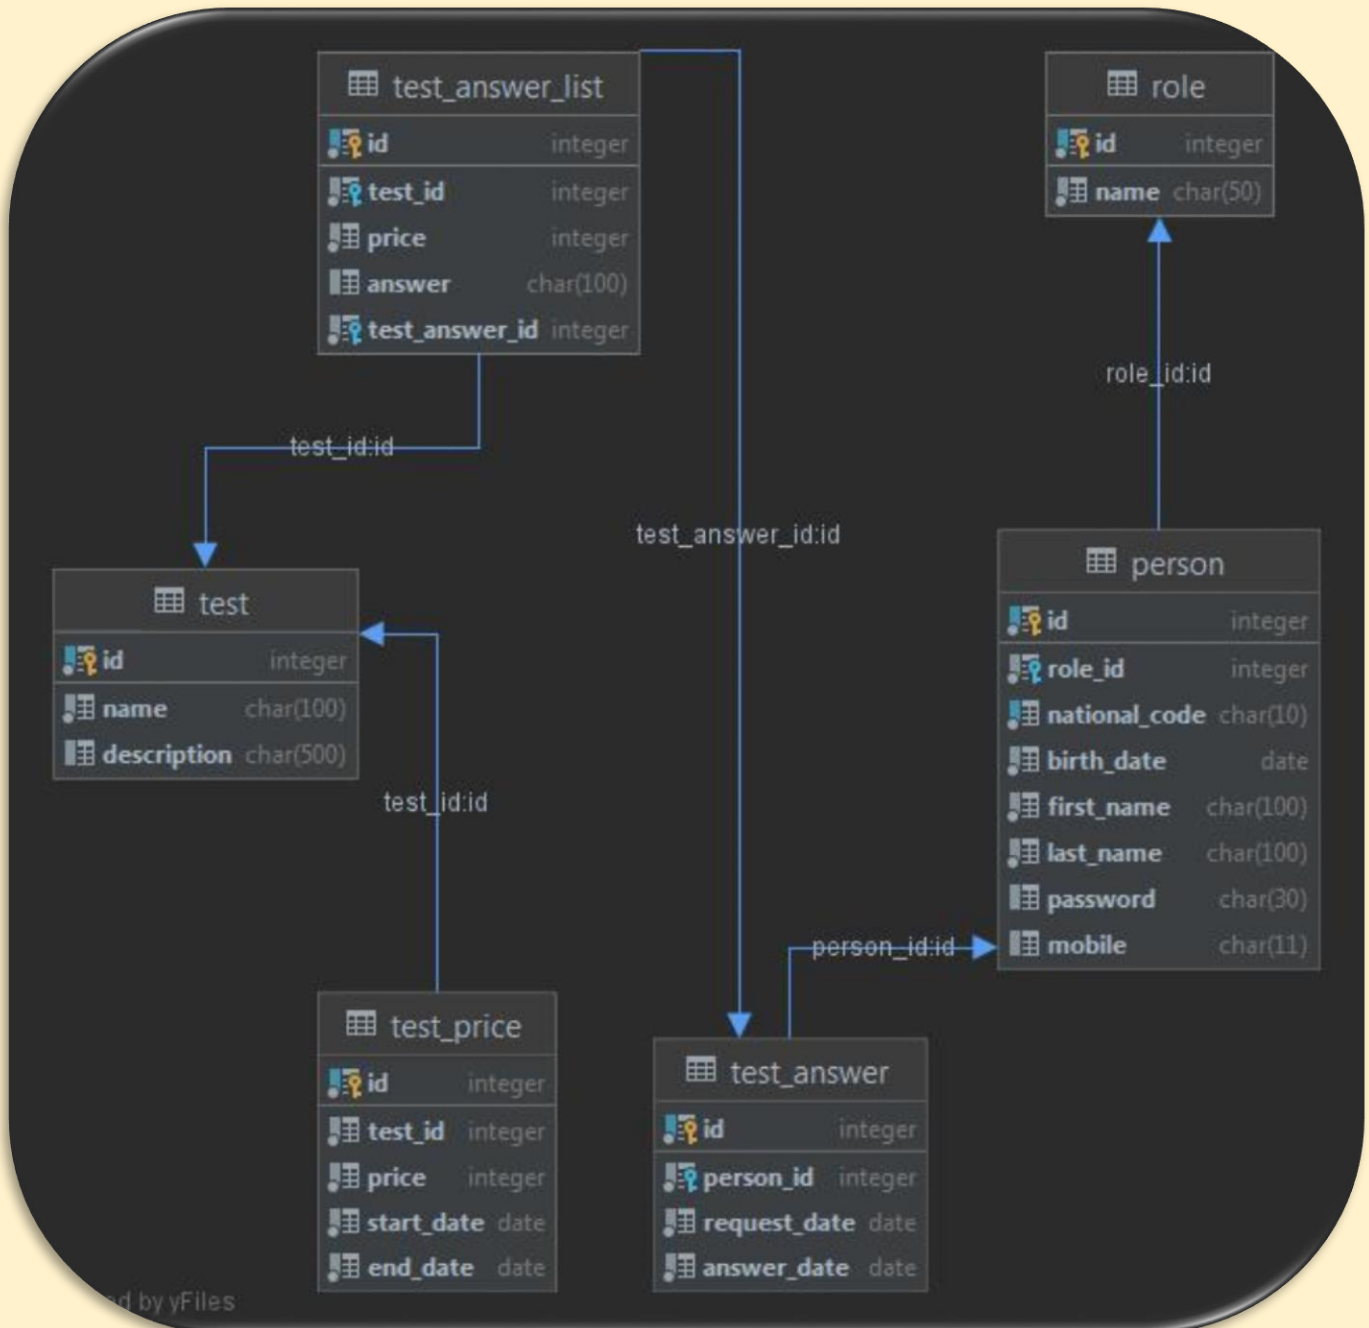 test_answer_list
id integer
test_id integer
price integer
answer char(100)
test_answer_id integer
role
id integer
name char(50)
role_id:id
test_id:id
test_answer_id:id
test
id integer
name char(100)
description char(500)
person
id integer
role_id integer
national_code char(10)
birth_date date
first_name char(100)
last_name char(100)
password char(30)
mobile char(11)
test_id:id
person_id:id
test_price
id integer
test_id integer
price integer
start_date date
end_date date
test_answer
id integer
person_id integer
request_date date
answer_date date
by yFiles